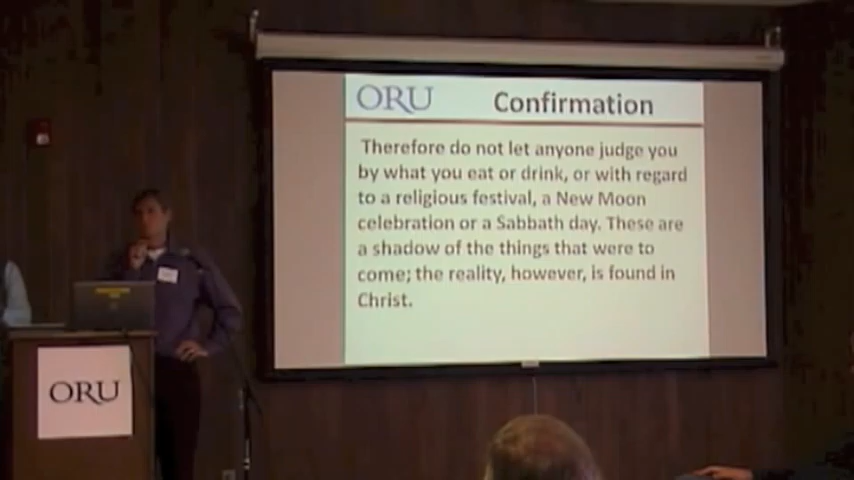 ORU
Confirmation
Therefore do not let anyone judge you
by what you eat or drink, or with regard
to a religious festival, a New Moon
celebration or a Sabbath day. These are
a shadow of the things that were to
come; the reality, however, is found in
Christ.
ORU